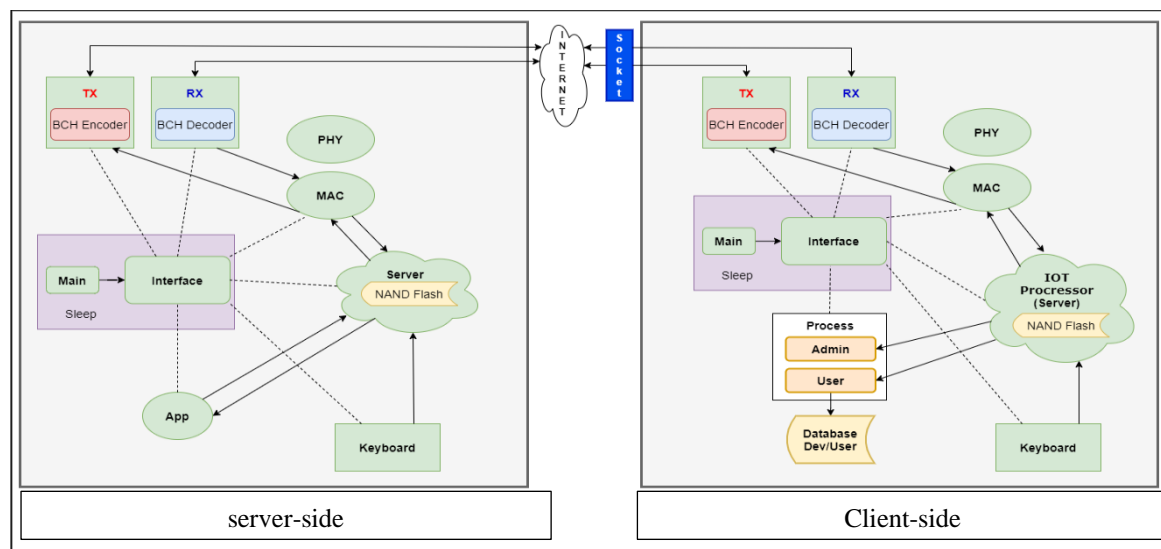 INTERNET
Socket
TX
BCH Encoder
RX
BCH Decoder
PHY
MAC
Main
Interface
Sleep
Server
NAND Flash
App
Keyboard
server-side
TX
BCH Encoder
RX
BCH Decoder
PHY
MAC
Main
Interface
Sleep
IOT
Procressor
(Server)
NAND Flash
Process
Admin
User
Database
Dev/User
Keyboard
Client-side